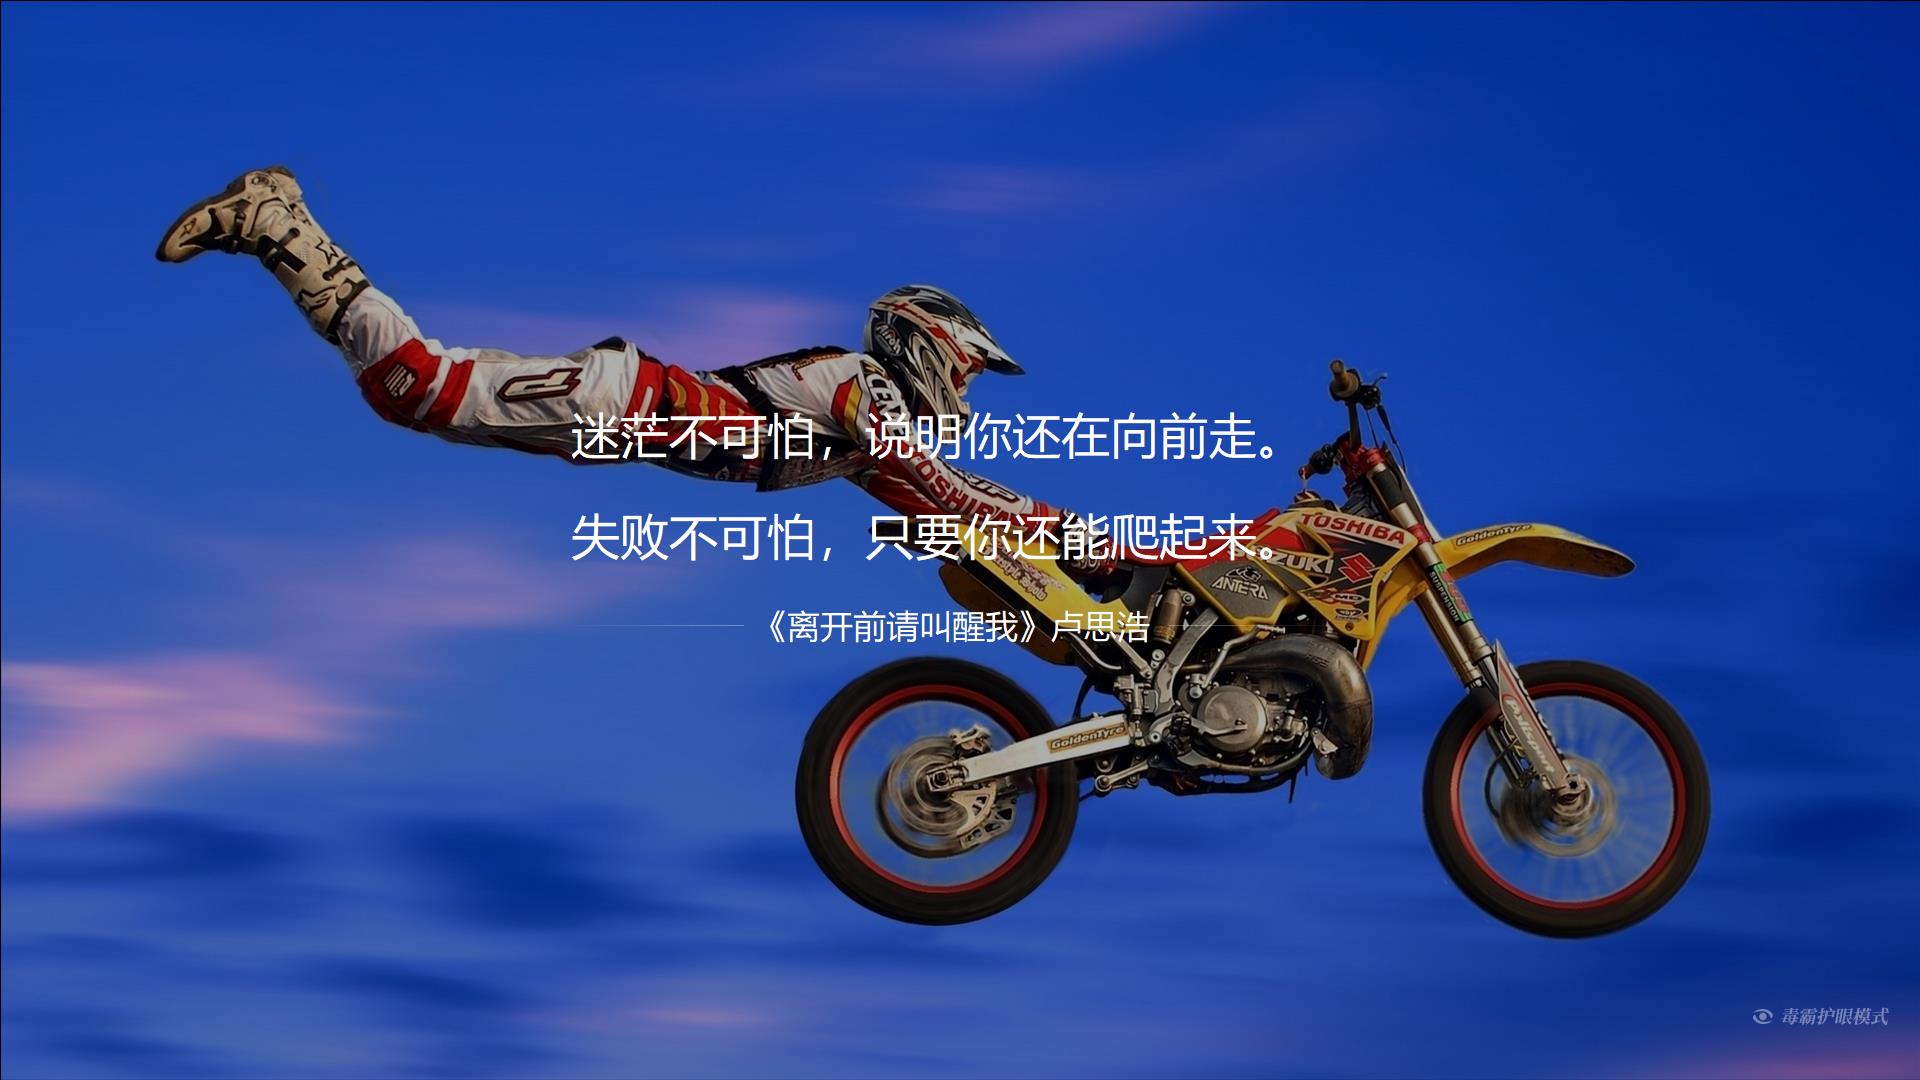 迷茫不可怕，说明你还在向前走。
失败不可怕，只要你还能爬起来。
《离开前请叫醒我》卢思浩
TOSHIBA
TOSHIBA
GoldenTyre
ANTERA
GoldenTyre
毒霸护眼模式